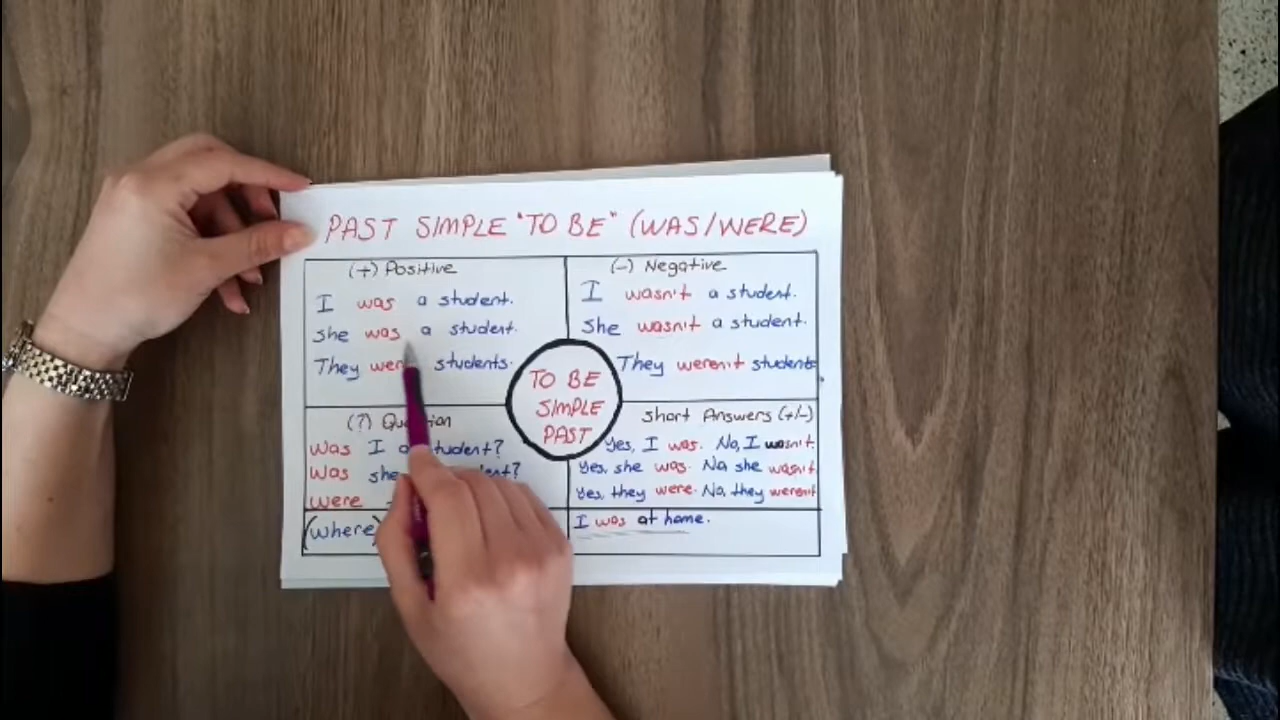 PAST SIMPLE "TO BE" (WAS/WERE)
(+) Positive
I was a student.
She was a student.
They students.
(-) Negative
I wasn't a student.
She wasn't a student.
They weren't students
TO BE
SIMPLE
PAST
(?)
Was I student?
Was she
Were
(where)
Short Answers (+/-)
Yes, I was. No, I wasn't.
Yes, she was. No, she wasn't
Yes, they were. No, they weren't
I was at home.